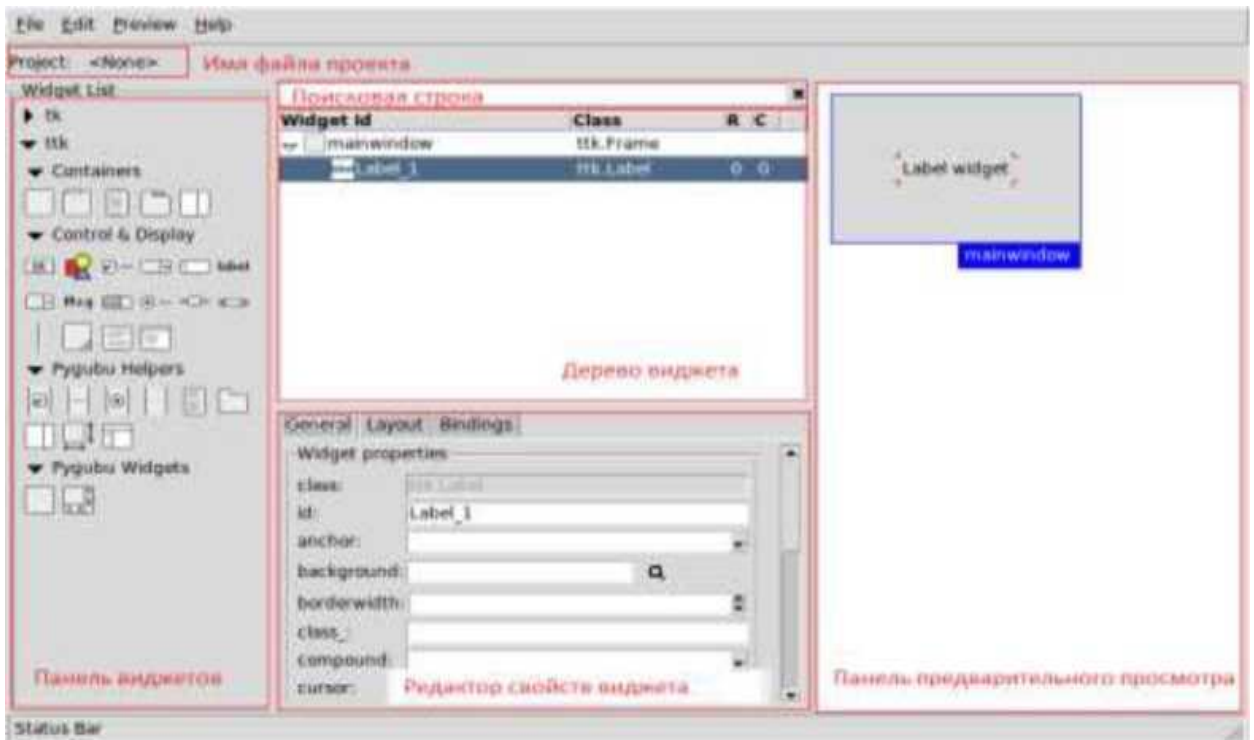 File Edit Preview Help
Project: <None> Имя файла проекта
Widget List
tk
ttk
Containers
Control & Display
label
Msg
Pygubu Helpers
Pygubu Widgets
Панель виджетов
Поисковая строка
Widget Id Class R C
mainwindow ttk.Frame
Label_1 ttk.Label 0 0
Дерево виджета
General Layout Bindings
Widget properties
class: ttk.Label
id: Label_1
anchor:
background:
borderwidth:
class_:
compound:
cursor:
Редактор свойств виджета
Label widget
mainwindow
Панель предварительного просмотра
Status Bar